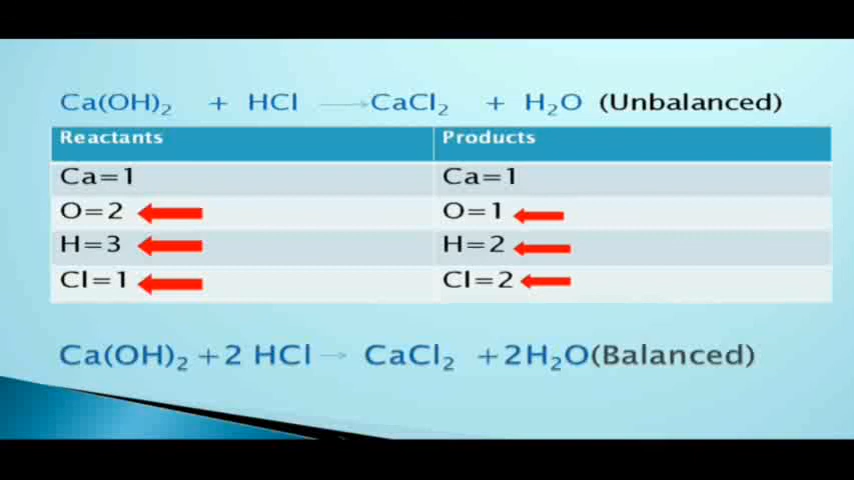 Ca(OH)₂ + HCl → CaCl₂ + H₂O (Unbalanced)
Reactants Products
Ca=1 Ca=1
O=2 O=1
H=3 H=2
Cl=1 Cl=2
Ca(OH)₂ +2 HCl → CaCl₂ +2H₂O(Balanced)